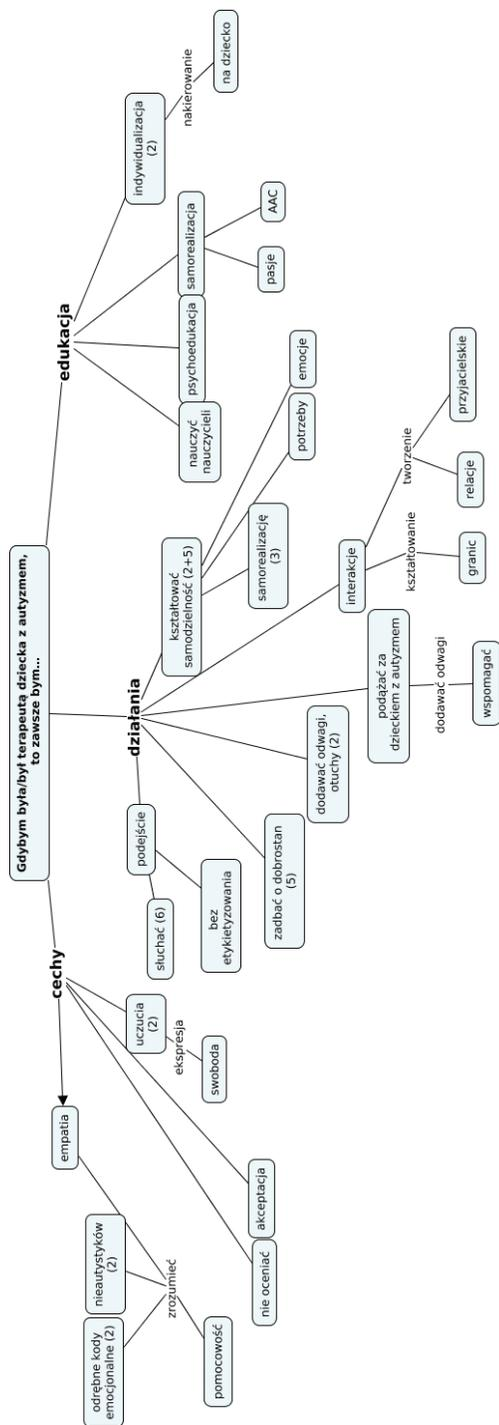 Gdybym była/był terapeutą dziecka z autyzmem,
to zawsze bym...
cechy
działania
edukacja
empatia
zrozumieć
odrębne kody
emocjonalne (2)
nieautystyków
(2)
pomocowość
nie oceniać
akceptacja
uczucia
(2)
ekspresja
swoboda
podejście
słuchać (6)
bez
etykietyzowania
zadbać o dobrostan
(5)
dodawać odwagi,
otuchy (2)
podążać za
dzieckiem z autyzmem
dodawać odwagi
wspomagać
interakcje
kształtowanie
granic
tworzenie
relacje
przyjacielskie
kształtować
samodzielność (2+5)
samorealizację
(3)
potrzeby
emocje
nauczyć
nauczycieli
psychoedukacja
samorealizacja
pasje
AAC
indywidualizacja
(2)
nakierowanie
na dziecko